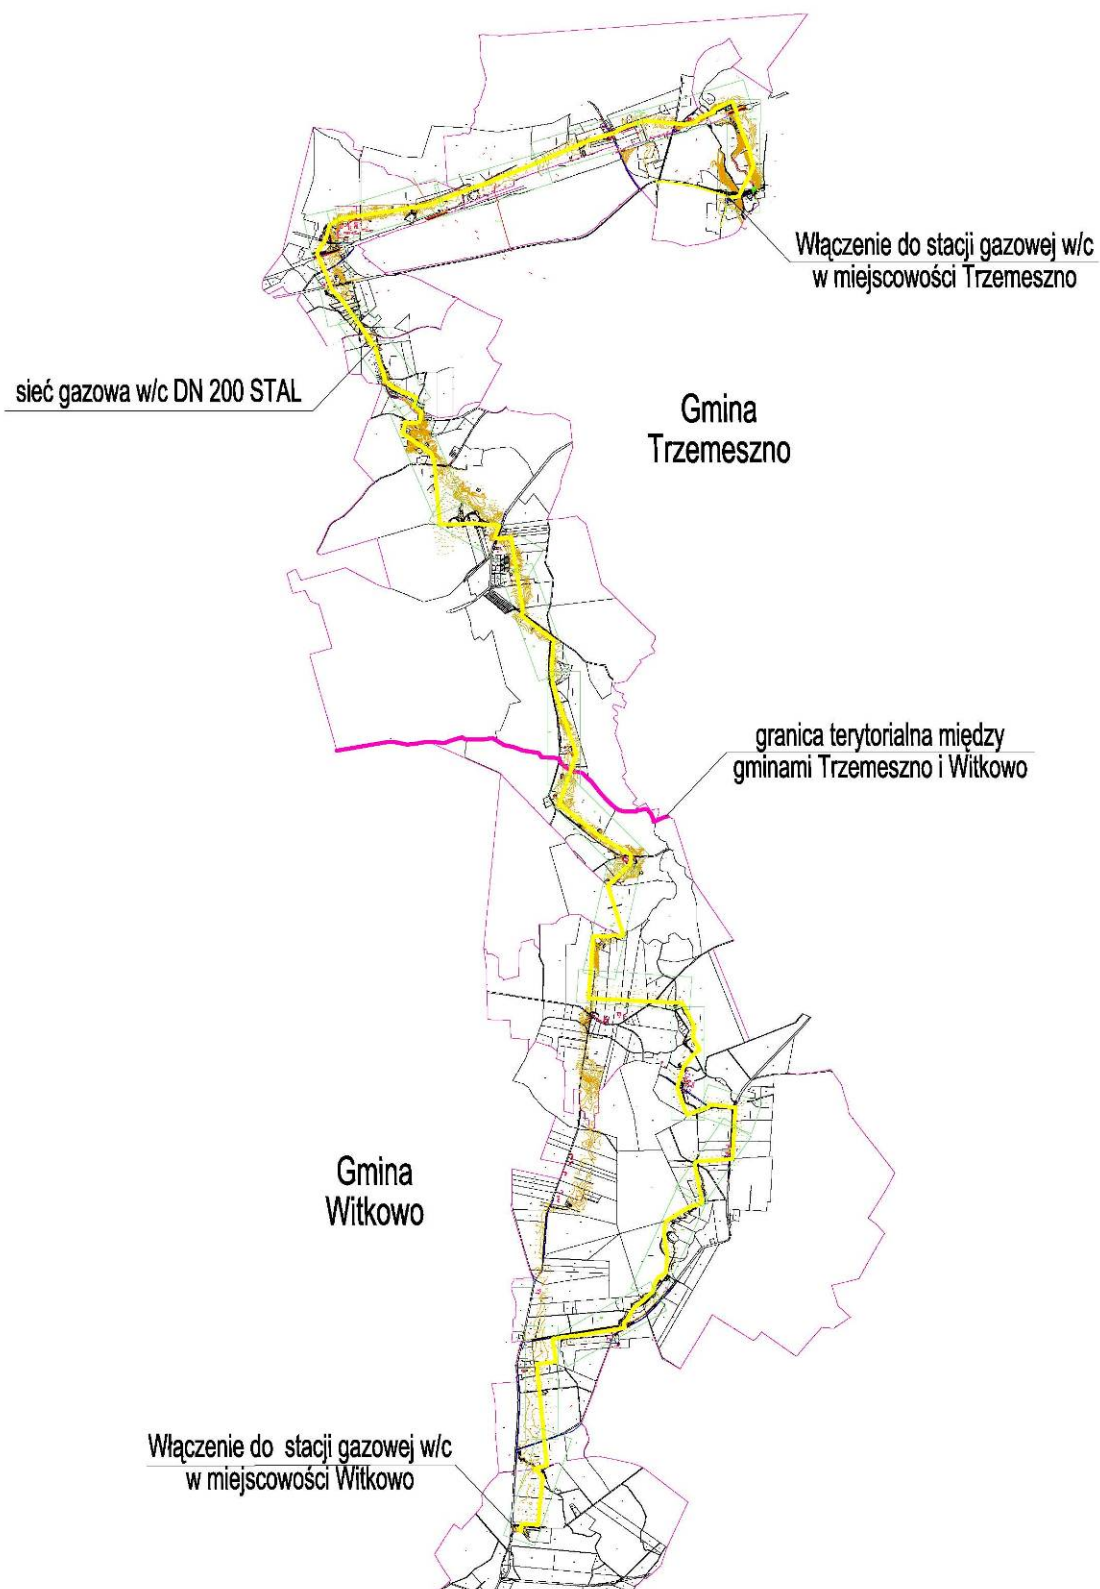 Włączenie do stacji gazowej w/c
w miejscowości Trzemeszno
sieć gazowa w/c DN 200 STAL
Gmina
Trzemeszno
granica terytorialna między
gminami Trzemeszno i Witkowo
Gmina
Witkowo
Włączenie do stacji gazowej w/c
w miejscowości Witkowo